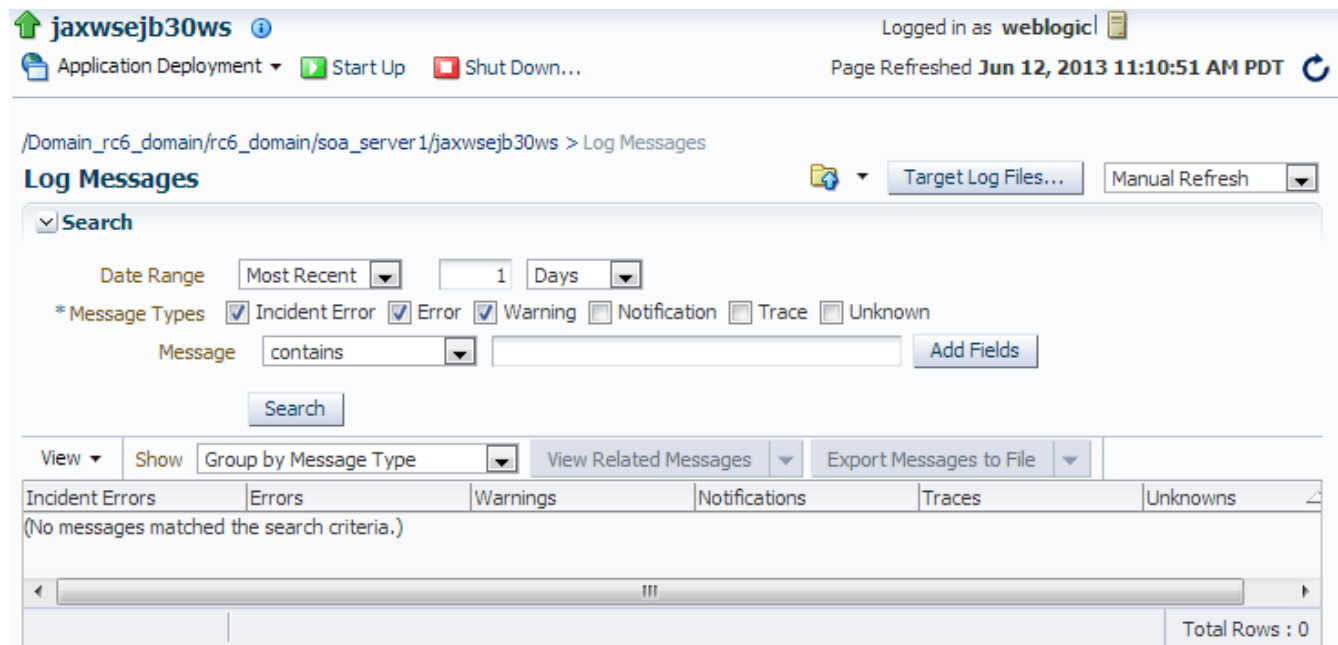 jaxwsejb30ws Logged in as weblogic
Application Deployment Start Up Shut Down... Page Refreshed Jun 12, 2013 11:10:51 AM PDT
/Domain_rc6_domain/rc6_domain/soa_server1/jaxwsejb30ws > Log Messages
Log Messages Target Log Files... Manual Refresh
Search
Date Range Most Recent 1 Days
* Message Types Incident Error Error Warning Notification Trace Unknown
Message contains Add Fields
Search
View Show Group by Message Type View Related Messages Export Messages to File
Incident Errors Errors Warnings Notifications Traces Unknowns
(No messages matched the search criteria.)
Total Rows : 0